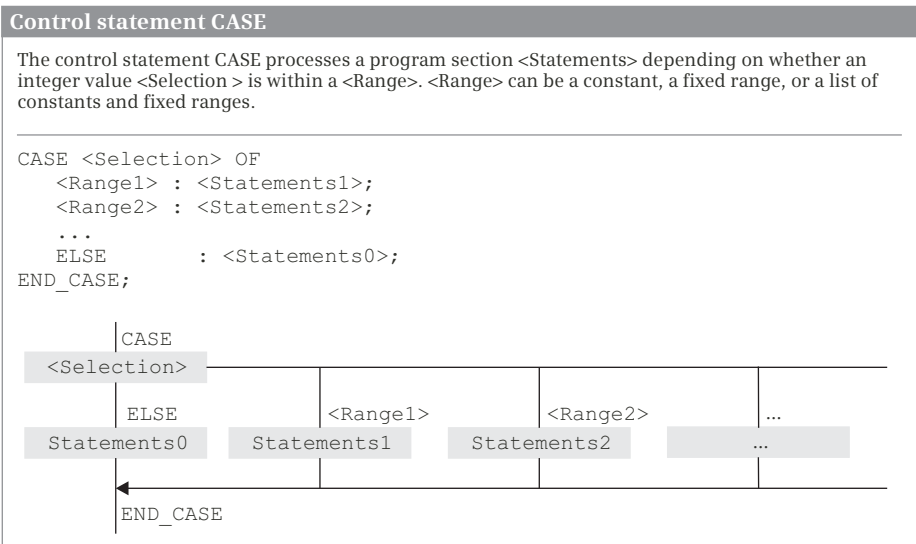 Control statement CASE
The control statement CASE processes a program section <Statements> depending on whether an
integer value <Selection > is within a <Range>. <Range> can be a constant, a fixed range, or a list of
constants and fixed ranges.
CASE <Selection> OF
<Range1> : <Statements1>;
<Range2> : <Statements2>;
...
ELSE : <Statements0>;
END_CASE;
CASE
<Selection>
ELSE <Range1> <Range2> ...
Statements0 Statements1 Statements2 ...
END_CASE